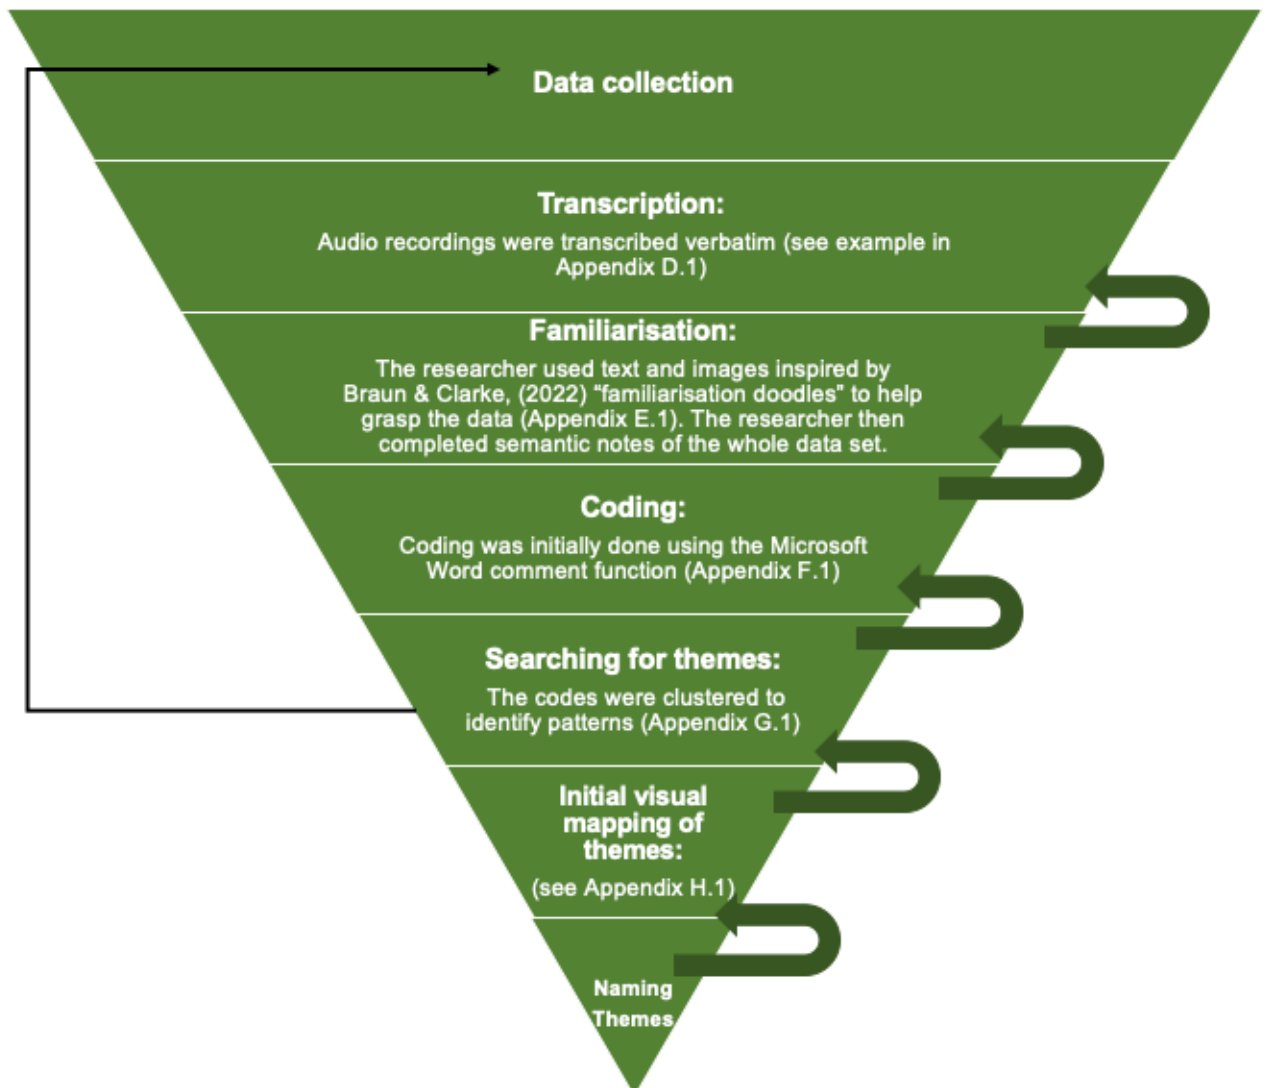 Data collection
Transcription:
Audio recordings were transcribed verbatim (see example in
Appendix D.1)
Familiarisation:
The researcher used text and images inspired by
Braun & Clarke, (2022) “familiarisation doodles” to help
grasp the data (Appendix E.1). The researcher then
completed semantic notes of the whole data set.
Coding:
Coding was initially done using the Microsoft
Word comment function (Appendix F.1)
Searching for themes:
The codes were clustered to
identify patterns (Appendix G.1)
Initial visual
mapping of
themes:
(see Appendix H.1)
Naming
Themes